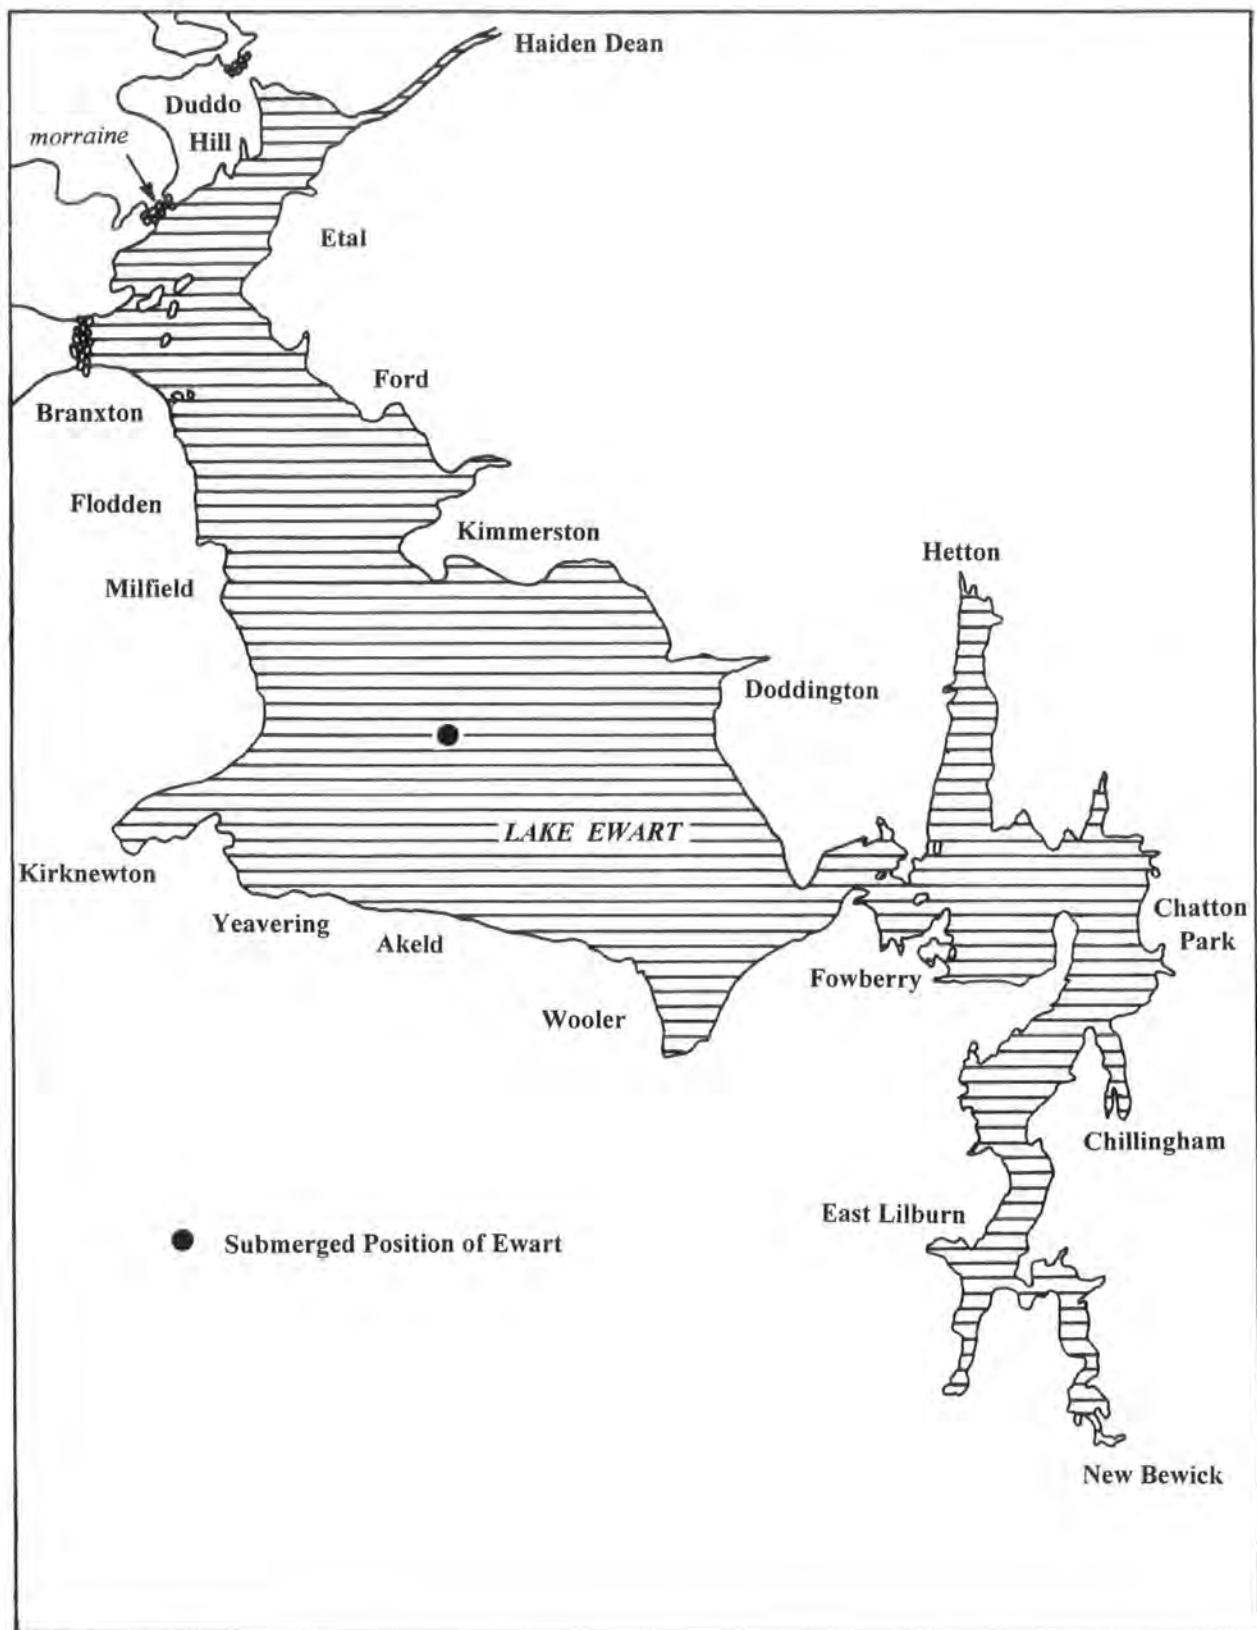 Haiden Dean
Duddo
Hill
morraine
Etal
Ford
Branxton
Flodden
Kimmerston
Hetton
Milfield
Doddington
LAKE EWART
Kirknewton
Chatton
Park
Yeavering
Akeld
Fowberry
Wooler
Chillingham
East Lilburn
Submerged Position of Ewart
New Bewick